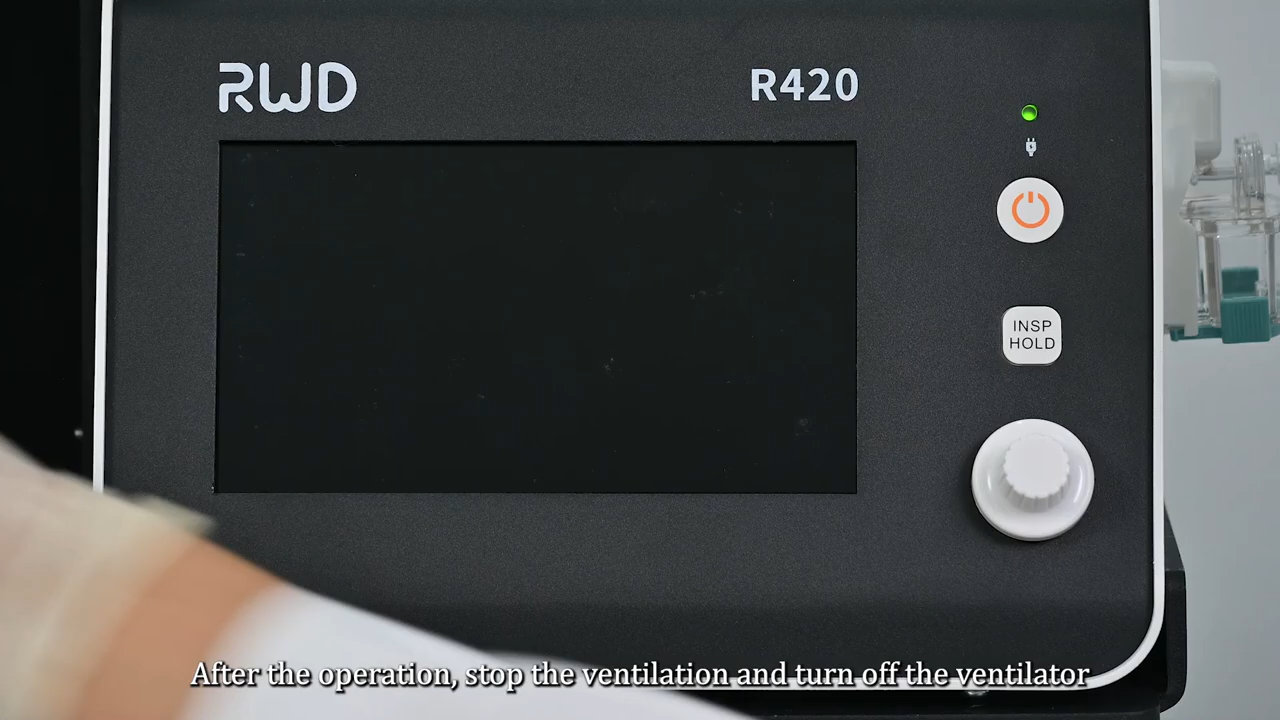 RWD
R420
INSP
HOLD
After the operation, stop the ventilation and turn off the ventilator